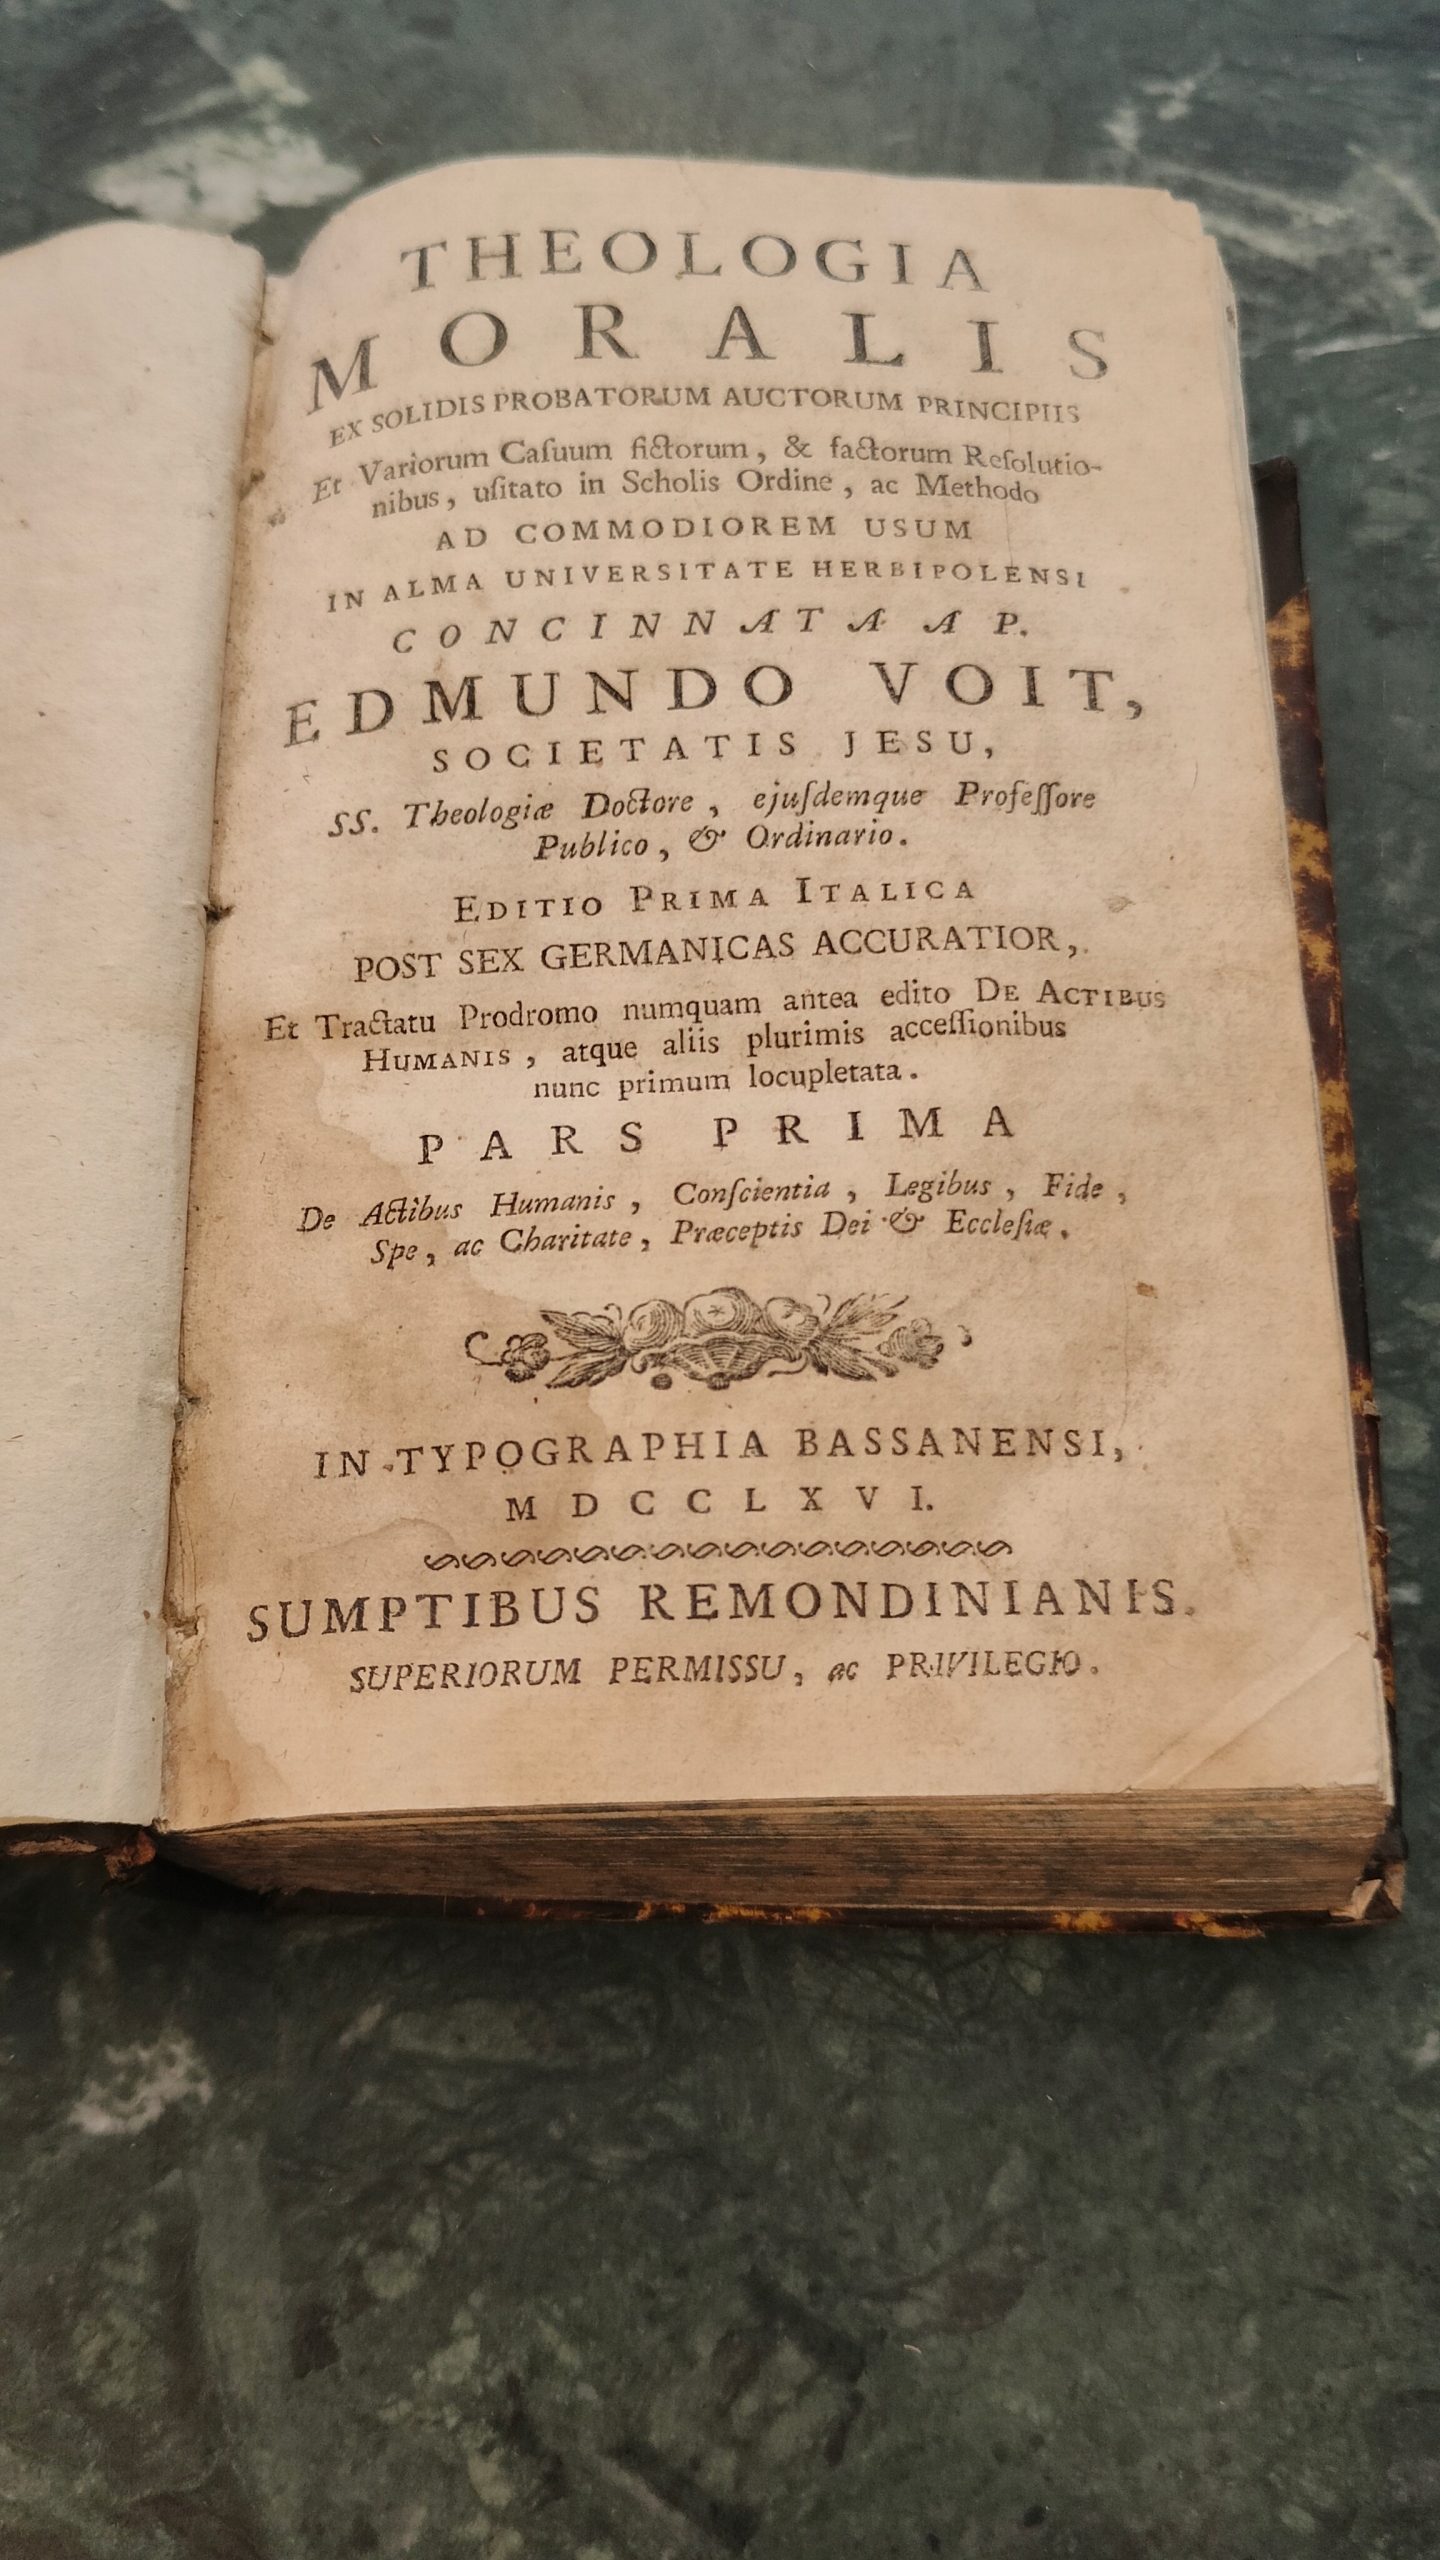 THEOLOGIA
MORALIS
EX SOLIDIS PROBATORUM AUCTORUM PRINCIPIIS
Et Variorum Caſuum fictorum, & factorum Reſolutio-
nibus, uſitato in Scholis Ordine, ac Methodo
AD COMMODIOREM USUM
IN ALMA UNIVERSITATE HERBIPOLENSI
CONCINNATA A P.
EDMUNDO VOIT,
SOCIETATIS JESU,
SS. Theologiæ Doctore, ejuſdemque Profeſſore
Publico, & Ordinario.
EDITIO PRIMA ITALICA
POST SEX GERMANICAS ACCURATIOR,
Et Tractatu Prodromo numquam antea edito DE ACTIBUS
HUMANIS, atque aliis plurimis acceſſionibus
nunc primum locupletata.
PARS PRIMA
De Actibus Humanis, Conſcientia, Legibus, Fide,
Spe, ac Charitate, Præceptis Dei & Eccleſiæ.
IN TYPOGRAPHIA BASSANENSI,
MDCCLXVI.
SUMPTIBUS REMONDINIANIS.
SUPERIORUM PERMISSU, ac PRIVILEGIO.